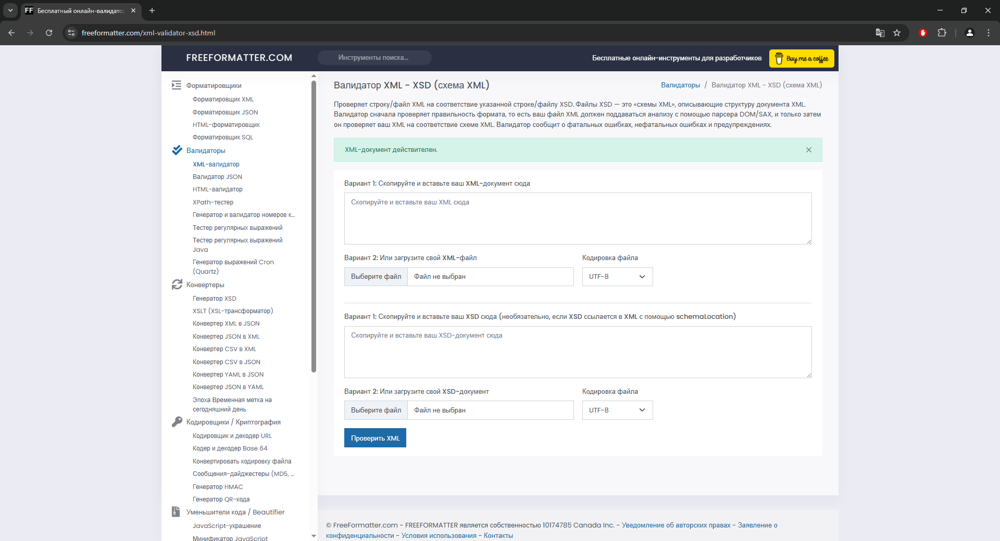 FF Бесплатный онлайн-валидато
freeformatter.com/xml-validator-xsd.html
FREEFORMATTER.COM
Инструменты поиска...
Бесплатные онлайн-инструменты для разработчиков
Buy me a coffee
Форматировщики
Форматировщик XML
Форматировщик JSON
HTML-форматировщик
Форматировщик SQL
Валидаторы
XML-валидатор
Валидатор JSON
HTML-валидатор
XPath-тестер
Генератор и валидатор номеров к...
Тестер регулярных выражений
Тестер регулярных выражений
Java
Генератор выражений Cron
(Quartz)
Конвертеры
Генератор XSD
XSLT (XSL-трансформатор)
Конвертер XML в JSON
Конвертер JSON в XML
Конвертер CSV в XML
Конвертер CSV в JSON
Конвертер YAML в JSON
Конвертер JSON в YAML
Эпоха Временная метка на
сегодняшний день
Кодировщики / Криптография
Кодировщик и декодер URL
Кодер и декодер Base 64
Конвертировать кодировку файла
Сообщения-дайджестеры (MD5, ...
Генератор HMAC
Генератор QR-кода
Уменьшители кода / Beautifier
JavaScript-украшение
Минификатор JavaScript
Валидатор XML - XSD (схема XML)
Валидаторы / Валидатор XML - XSD (схема XML)
Проверяет строку/файл XML на соответствие указанной строке/файлу XSD. Файлы XSD — это «схемы XML», описывающие структуру документа XML.
Валидатор сначала проверяет правильность формата, то есть ваш файл XML должен поддаваться анализу с помощью парсера DOM/SAX, и только затем
он проверяет ваш XML на соответствие схеме XML. Валидатор сообщит о фатальных ошибках, нефатальных ошибках и предупреждениях.
XML-документ действителен.
Вариант 1: Скопируйте и вставьте ваш XML-документ сюда
Скопируйте и вставьте ваш XML сюда
Вариант 2: Или загрузите свой XML-файл
Кодировка файла
Выберите файл Файл не выбран
UTF-8
Вариант 1: Скопируйте и вставьте ваш XSD сюда (необязательно, если XSD ссылается в XML с помощью schemaLocation)
Скопируйте и вставьте ваш XSD-документ сюда
Вариант 2: Или загрузите свой XSD-документ
Кодировка файла
Выберите файл Файл не выбран
UTF-8
Проверить XML
© FreeFormatter.com - FREEFORMATTER является собственностью 10174785 Canada Inc. - Уведомление об авторских правах - Заявление о
конфиденциальности - Условия использования - Контакты